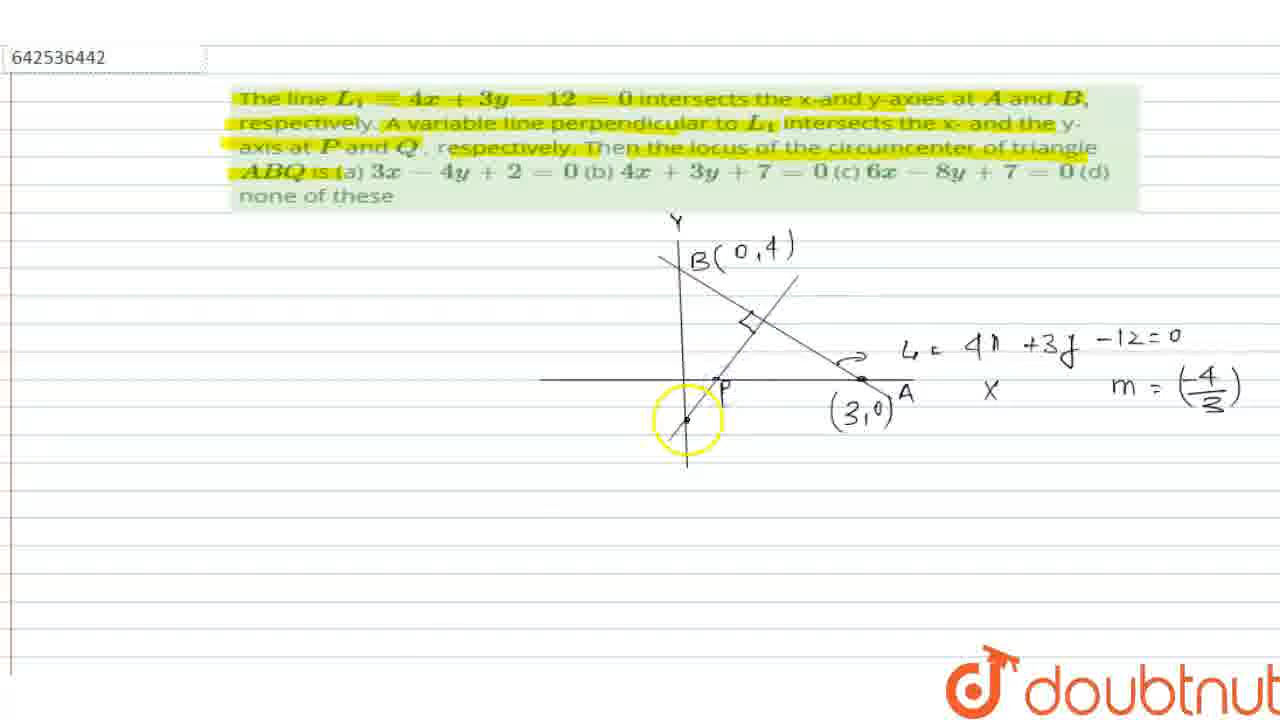 642536442
The line L₁ ≡ 4x + 3y − 12 = 0 intersects the x-and y-axies at A and B,
respectively. A variable line perpendicular to L₁ intersects the x- and the y-
axis at P and Q, respectively. Then the locus of the circumcenter of triangle
ABQ is (a) 3x − 4y + 2 = 0 (b) 4x + 3y + 7 = 0 (c) 6x − 8y + 7 = 0 (d)
none of these
Y
B(0,4)
4x +3y -12=0
P
(3,0) A
X
m = (-4/3)
doubtnut